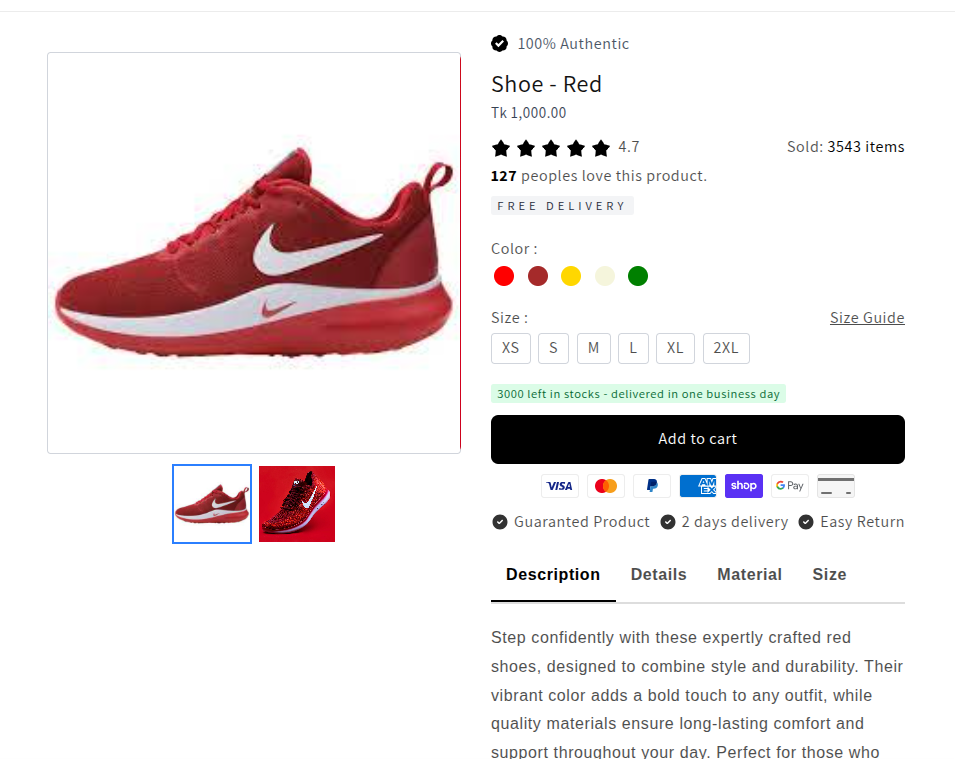 100% Authentic
Shoe - Red
Tk 1,000.00
4.7
Sold: 3543 items
127 peoples love this product.
FREE DELIVERY
Color :
Size :
Size Guide
XS S M L XL 2XL
3000 left in stocks - delivered in one business day
Add to cart
VISA AM EX shop G Pay
Guaranted Product 2 days delivery Easy Return
Description Details Material Size
Step confidently with these expertly crafted red
shoes, designed to combine style and durability. Their
vibrant color adds a bold touch to any outfit, while
quality materials ensure long-lasting comfort and
support throughout your day. Perfect for those who